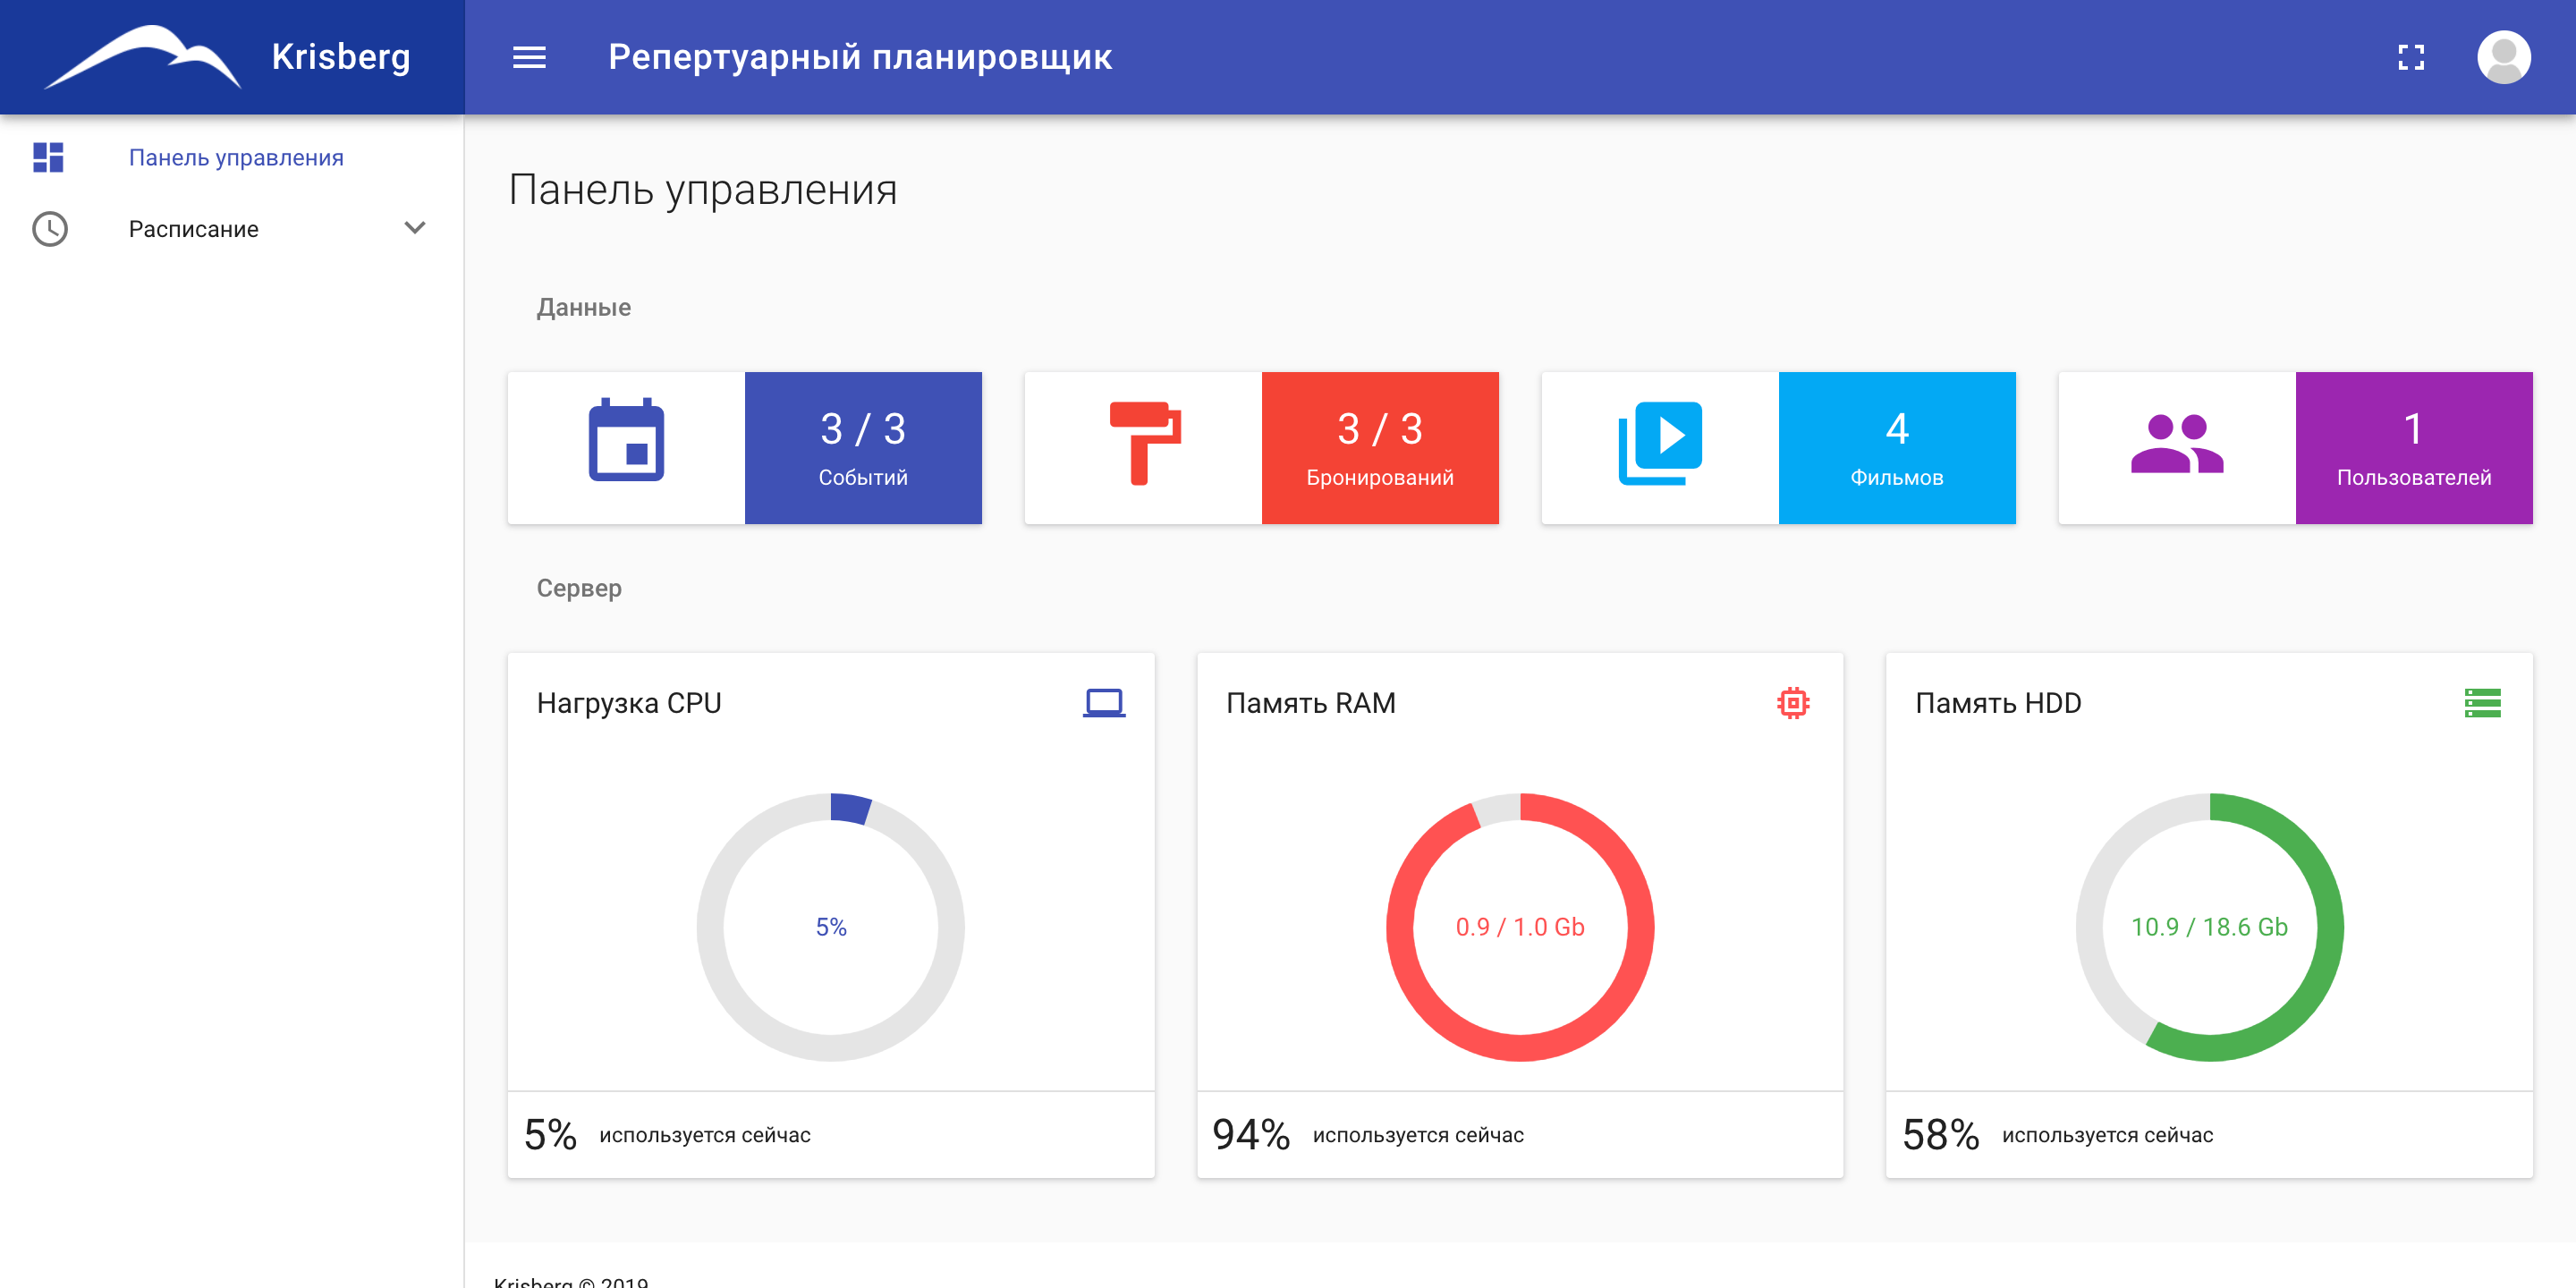 Krisberg
Репертуарный планировщик
Панель управления
Расписание
Панель управления
Данные
3 / 3
Событий
3 / 3
Бронирований
4
Фильмов
1
Пользователей
Сервер
Нагрузка CPU
5%
5% используется сейчас
Память RAM
0.9 / 1.0 Gb
94% используется сейчас
Память HDD
10.9 / 18.6 Gb
58% используется сейчас
Krisberg © 2019